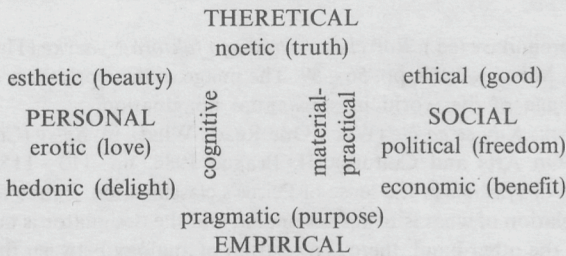 THERETICAL
noetic (truth)
esthetic (beauty) ethical (good)
PERSONAL cognitive material-practical SOCIAL
erotic (love) political (freedom)
hedonic (delight) economic (benefit)
pragmatic (purpose)
EMPIRICAL